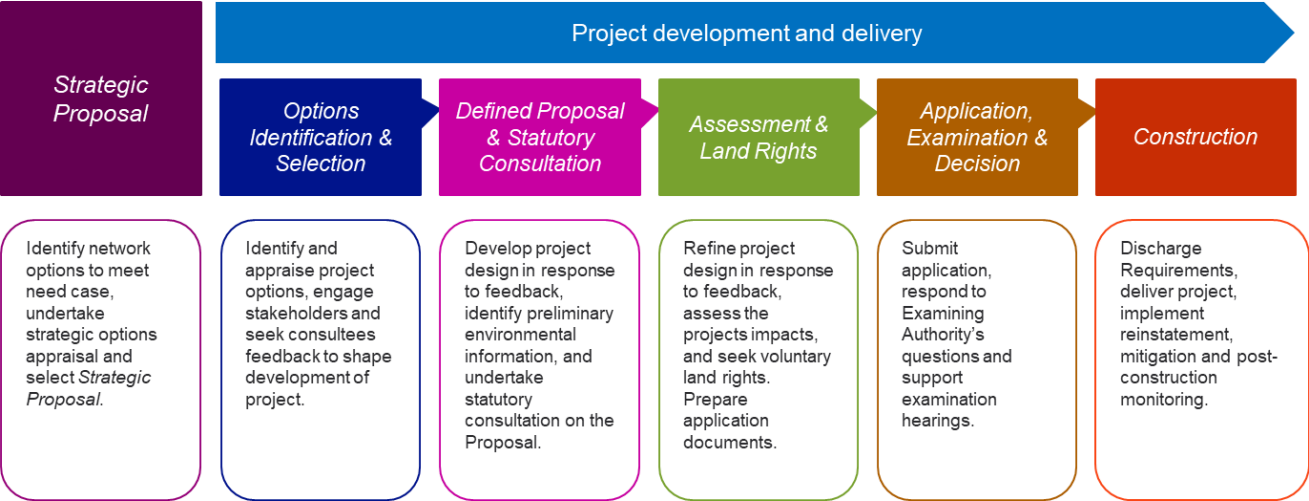 Project development and delivery
Strategic
Proposal
Options
Identification &
Selection
Defined Proposal
& Statutory
Consultation
Assessment &
Land Rights
Application,
Examination &
Decision
Construction
Identify network
options to meet
need case,
undertake
strategic options
appraisal and
select Strategic
Proposal.
Identify and
appraise project
options, engage
stakeholders and
seek consultees
feedback to shape
development of
project.
Develop project
design in response
to feedback,
identify preliminary
environmental
information, and
undertake
statutory
consultation on the
Proposal.
Refine project
design in response
to feedback,
assess the
projects impacts,
and seek voluntary
land rights.
Prepare
application
documents.
Submit
application,
respond to
Examining
Authority’s
questions and
support
examination
hearings.
Discharge
Requirements,
deliver project,
implement
reinstatement,
mitigation and post-
construction
monitoring.